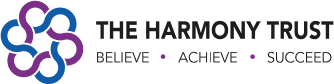 THE HARMONY TRUST
BELIEVE • ACHIEVE • SUCCEED